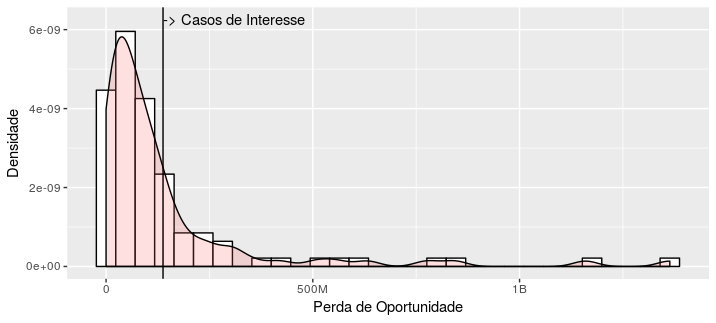 -> Casos de Interesse
6e-09
4e-09
2e-09
0e+00
Densidade
0
500M
1B
Perda de Oportunidade